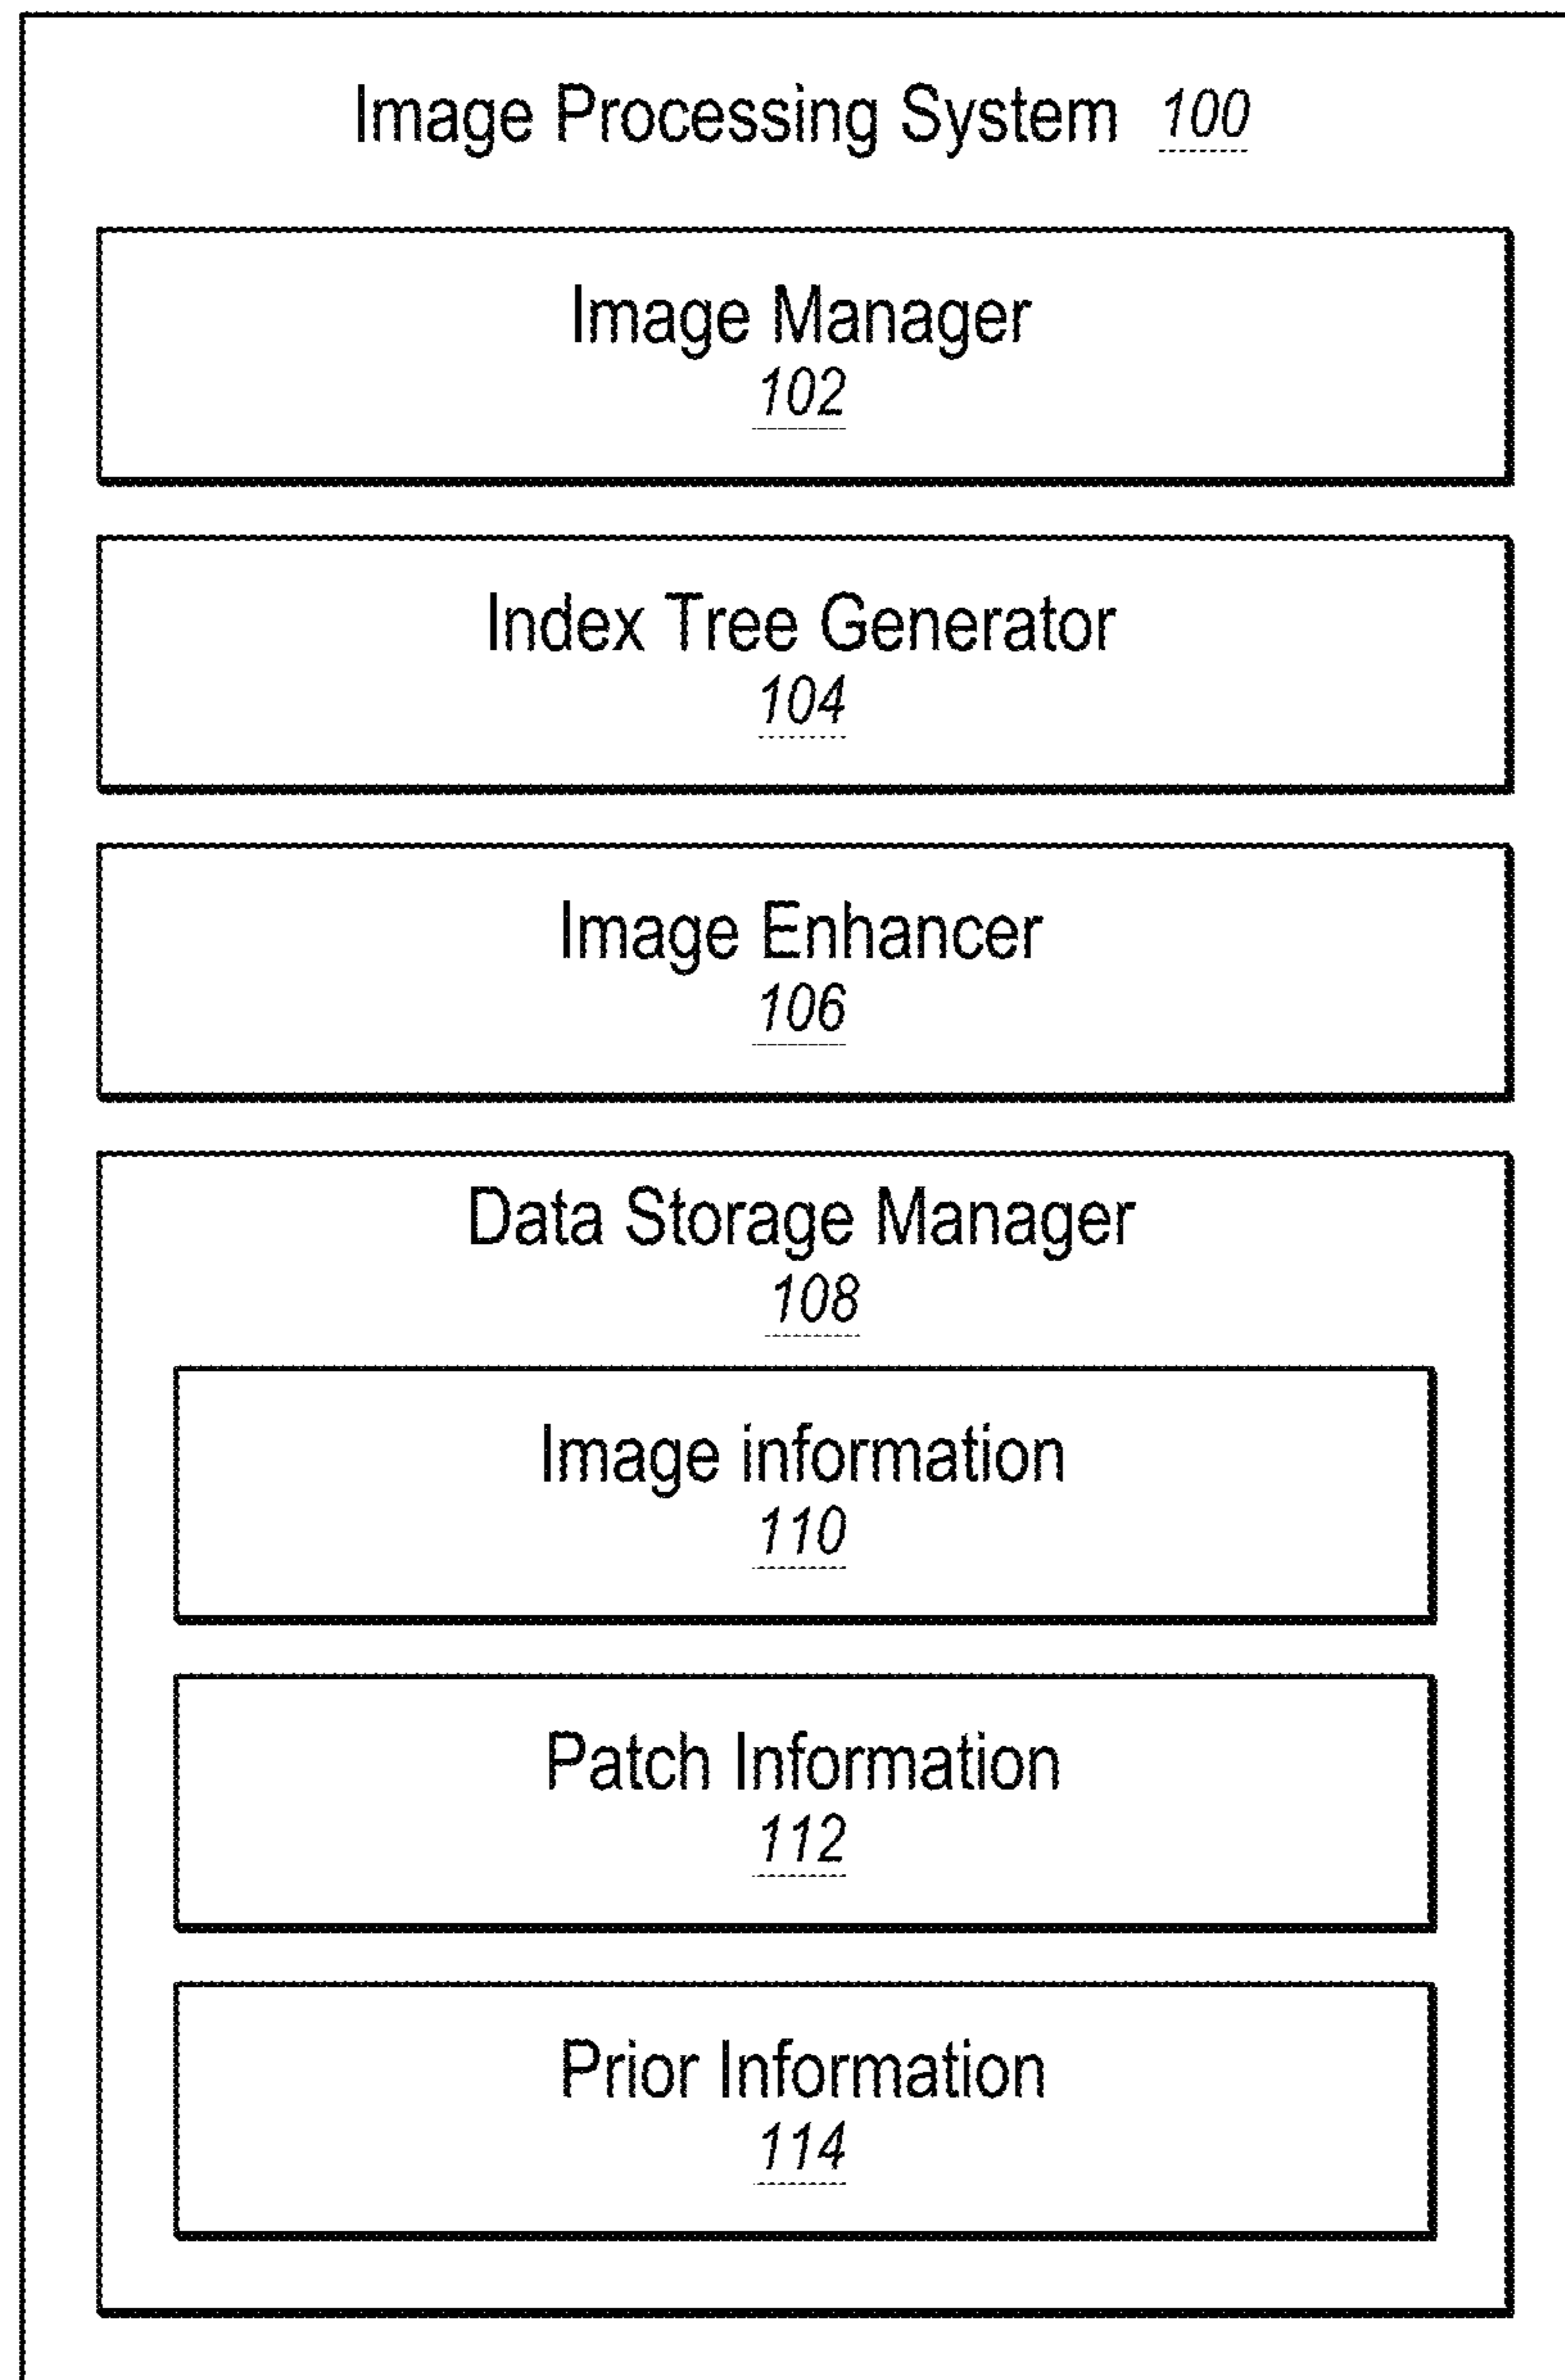 Image Processing System 100
Image Manager
102
Index Tree Generator
104
Image Enhancer
106
Data Storage Manager
108
Image information
110
Patch Information
112
Prior Information
114